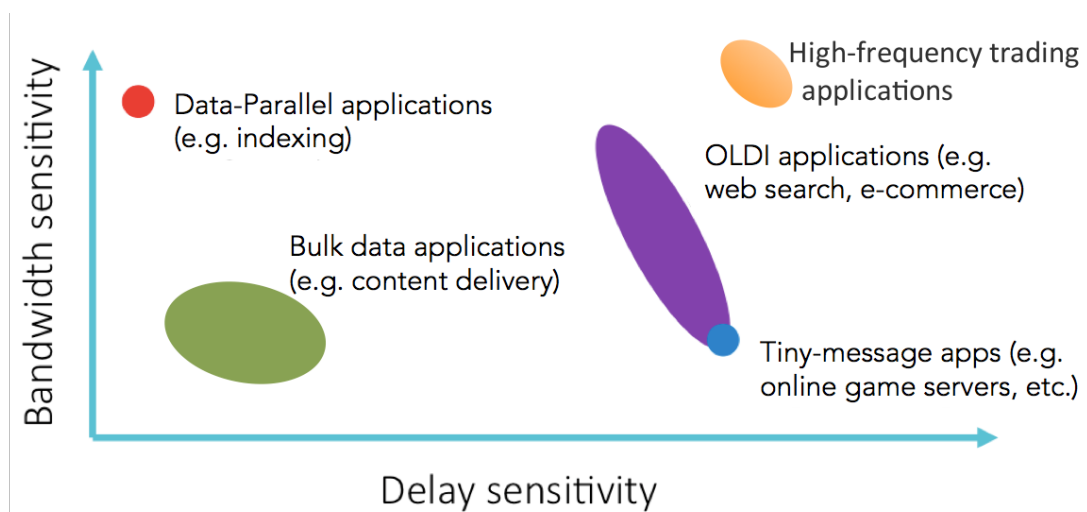 High-frequency trading
applications
Data-Parallel applications
(e.g. indexing)
OLDI applications (e.g.
web search, e-commerce)
Bulk data applications
(e.g. content delivery)
Tiny-message apps (e.g.
online game servers, etc.)
Bandwidth sensitivity
Delay sensitivity